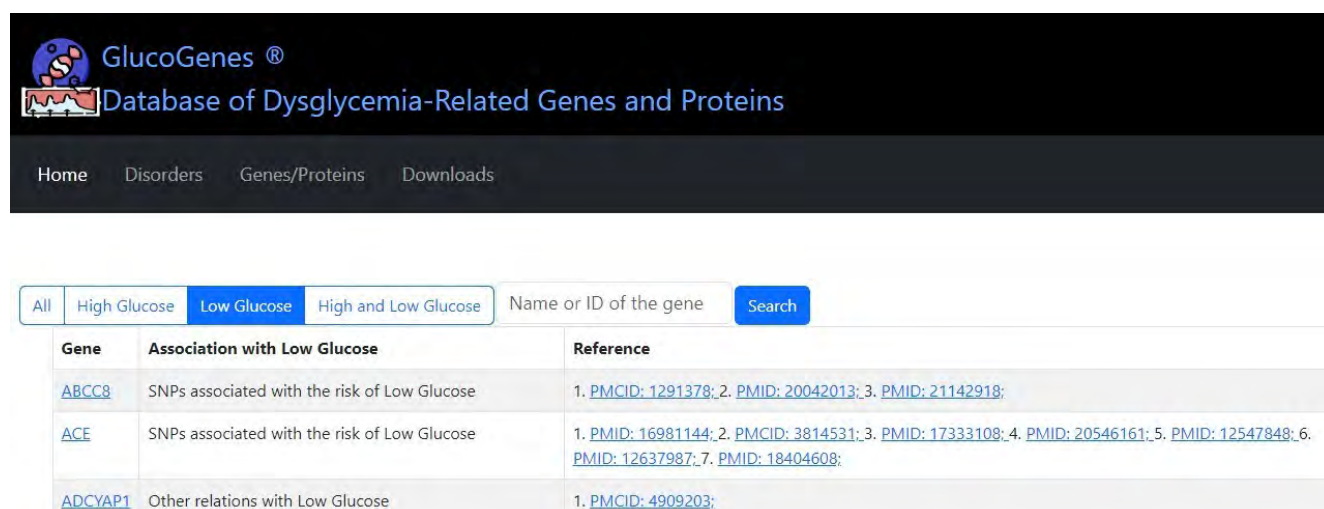 GlucoGenes ®
Database of Dysglycemia-Related Genes and Proteins
Home Disorders Genes/Proteins Downloads
All High Glucose Low Glucose High and Low Glucose Name or ID of the gene Search
Gene Association with Low Glucose Reference
ABCC8 SNPs associated with the risk of Low Glucose 1. PMCID: 1291378; 2. PMID: 20042013; 3. PMID: 21142918;
ACE SNPs associated with the risk of Low Glucose 1. PMID: 16981144; 2. PMCID: 3814531; 3. PMID: 17333108; 4. PMID: 20546161; 5. PMID: 12547848; 6.
PMID: 12637987; 7. PMID: 18404608;
ADCYAP1 Other relations with Low Glucose 1. PMCID: 4909203;